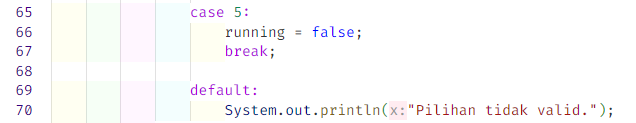 65 case 5:
66 running = false;
67 break;
68
69 default:
70 System.out.println(x:"Pilihan tidak valid.");